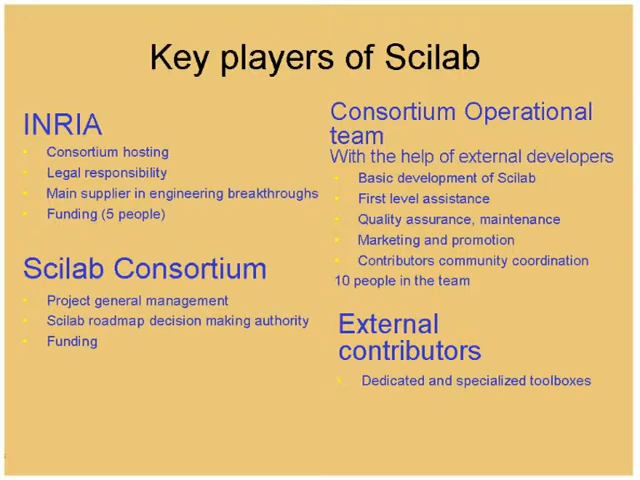 Key players of Scilab
INRIA
Consortium hosting
Legal responsibility
Main supplier in engineering breakthroughs
Funding (5 people)
Scilab Consortium
Project general management
Scilab roadmap decision making authority
Funding
Consortium Operational
team
With the help of external developers
Basic development of Scilab
First level assistance
Quality assurance, maintenance
Marketing and promotion
Contributors community coordination
10 people in the team
External
contributors
Dedicated and specialized toolboxes